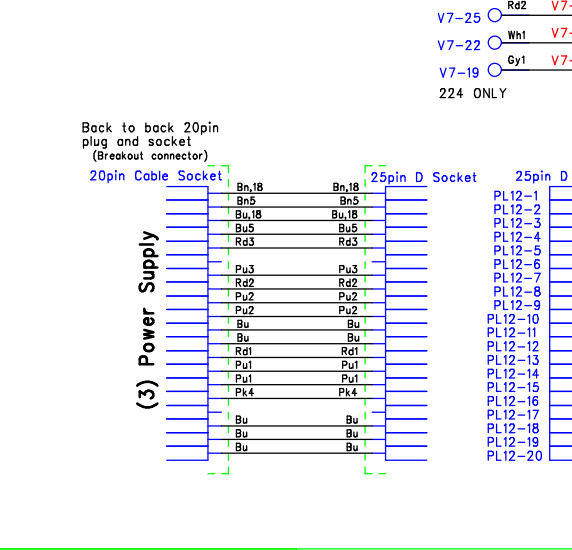 Rd2 V7-
V7-25
Wh1 V7-
V7-22
Gy1 V7-
V7-19
224 ONLY
Back to back 20pin
plug and socket
(Breakout connector)
20pin Cable Socket
25pin D Socket
25pin D
(3) Power Supply
Bn,18 Bn,18
Bn5 Bn5
Bu,18 Bu,18
Bu5 Bu5
Rd3 Rd3
Pu3 Pu3
Rd2 Rd2
Pu2 Pu2
Pu2 Pu2
Bu Bu
Bu Bu
Rd1 Rd1
Pu1 Pu1
Pu1 Pu1
Pk4 Pk4
Bu Bu
Bu Bu
Bu Bu
PL12-1
PL12-2
PL12-3
PL12-4
PL12-5
PL12-6
PL12-7
PL12-8
PL12-9
PL12-10
PL12-11
PL12-12
PL12-13
PL12-14
PL12-15
PL12-16
PL12-17
PL12-18
PL12-19
PL12-20